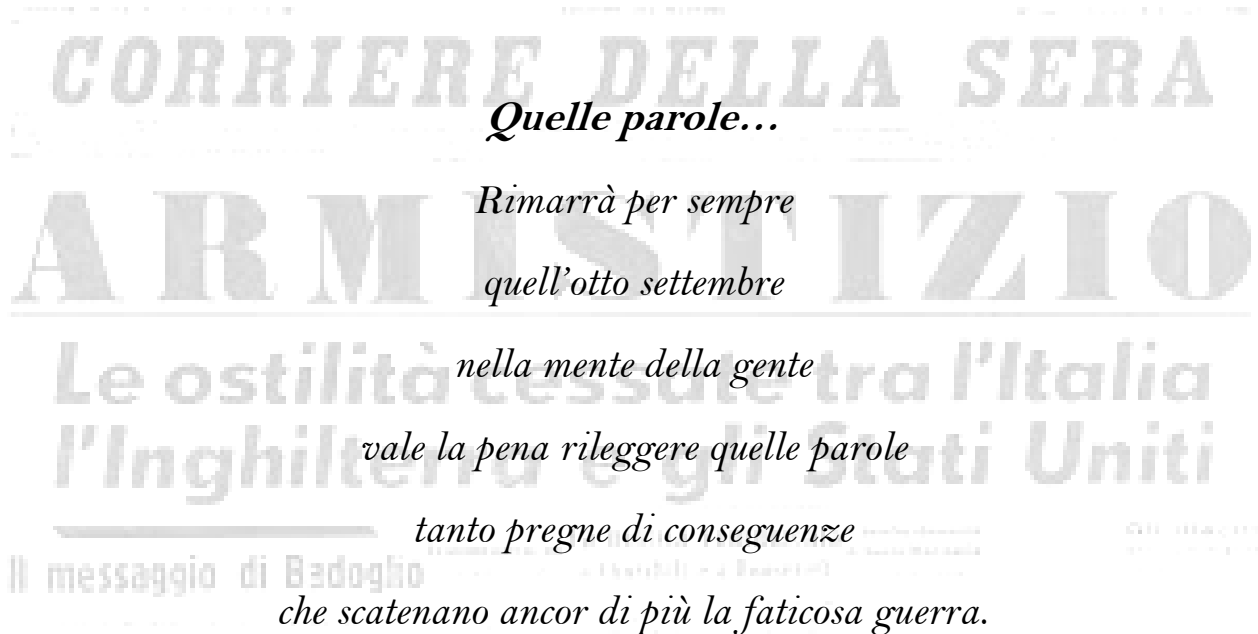 CORRIERE DELLA SERA
Quelle parole…
ARMISTIZIO
Rimarrà per sempre
quell’otto settembre
Le ostilità cessate tra l'Italia
nella mente della gente
l'Inghilterra e gli Stati Uniti
vale la pena rileggere quelle parole
tanto pregne di conseguenze
Il messaggio di Badoglio
che scatenano ancor di più la faticosa guerra.